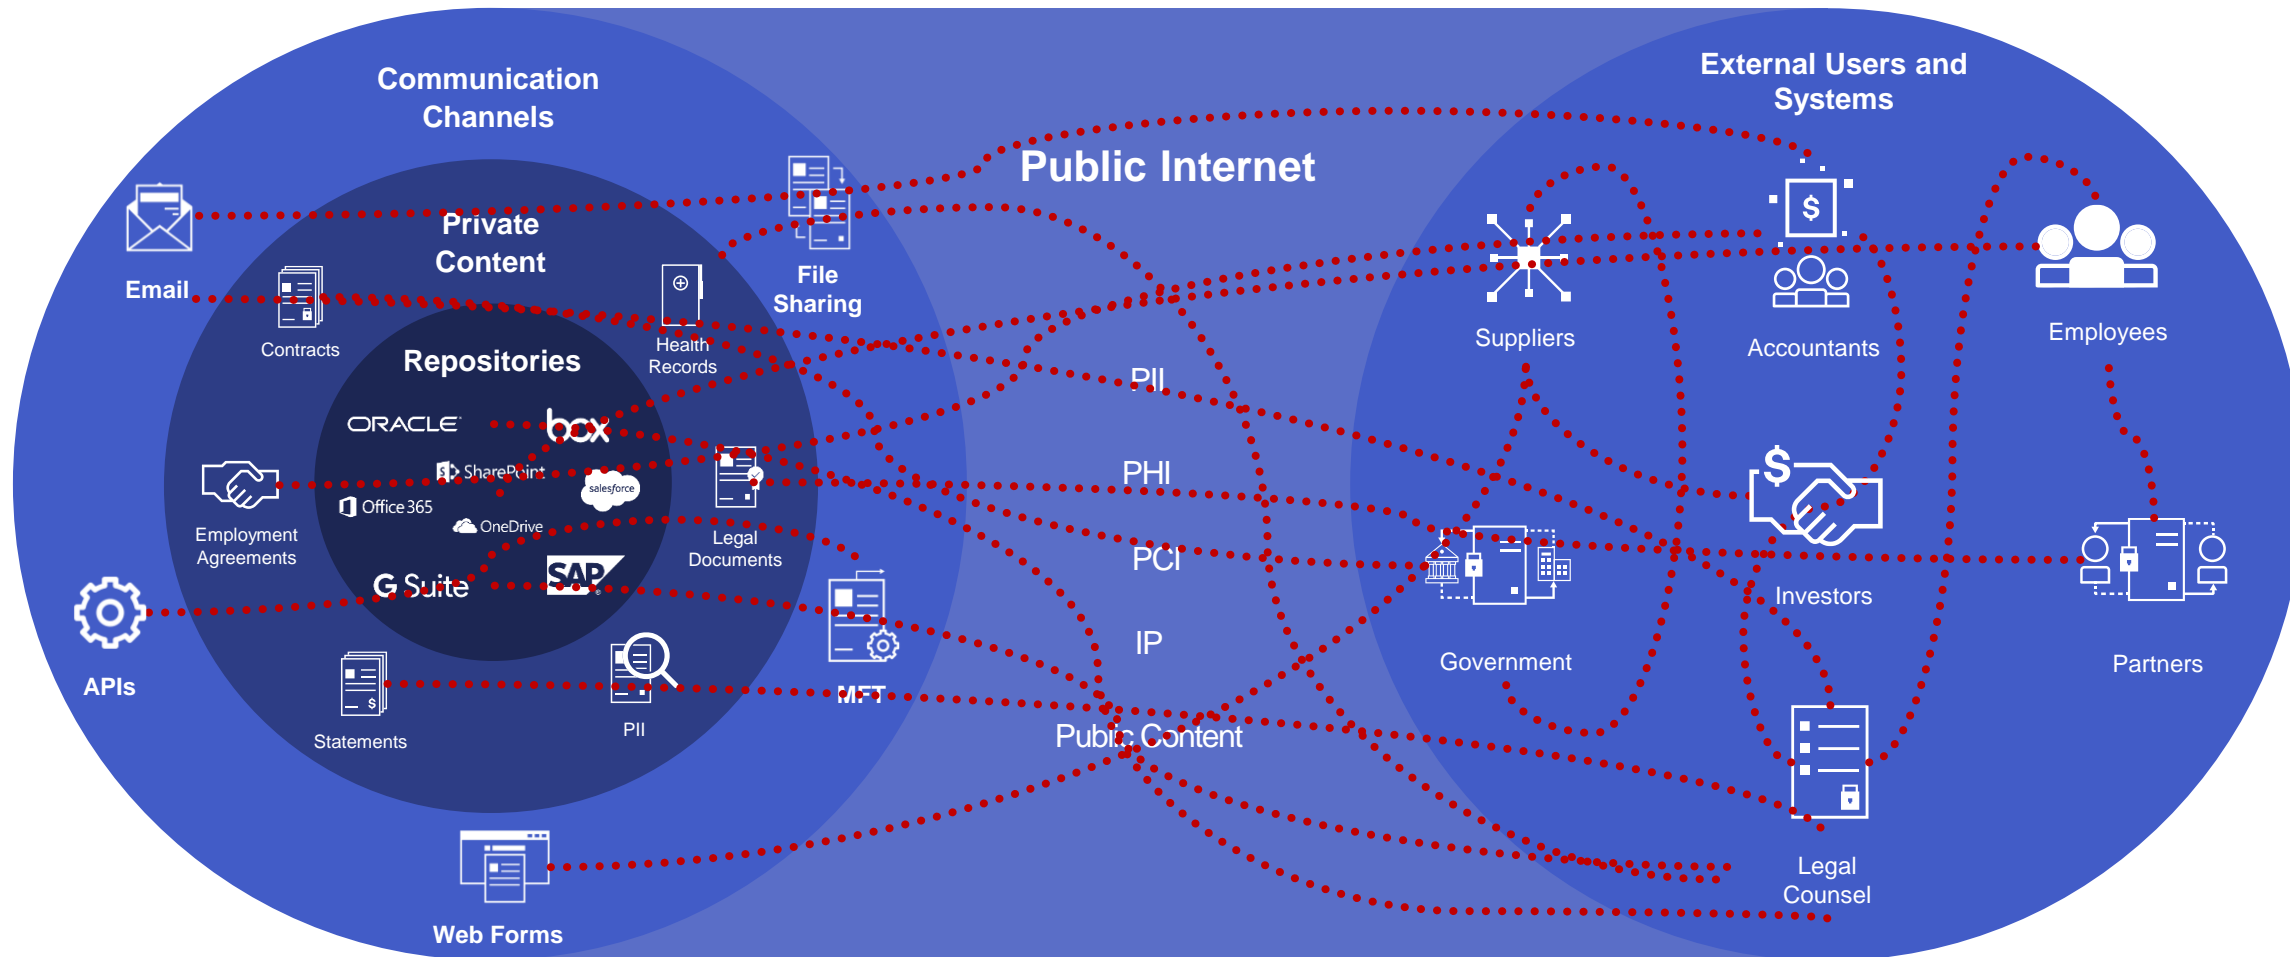 Communication
Channels
External Users and
Systems
Public Internet
Private
Content
Email
File
Sharing
Contracts
Health
Records
Repositories
ORACLE
box
SharePoint
Office 365
salesforce
OneDrive
G Suite
SAP
Employment
Agreements
Legal
Documents
APIs
Statements
PII
MFT
Web Forms
PII
PHI
PCI
IP
Public Content
Suppliers
Accountants
Employees
Government
Investors
Partners
Legal
Counsel